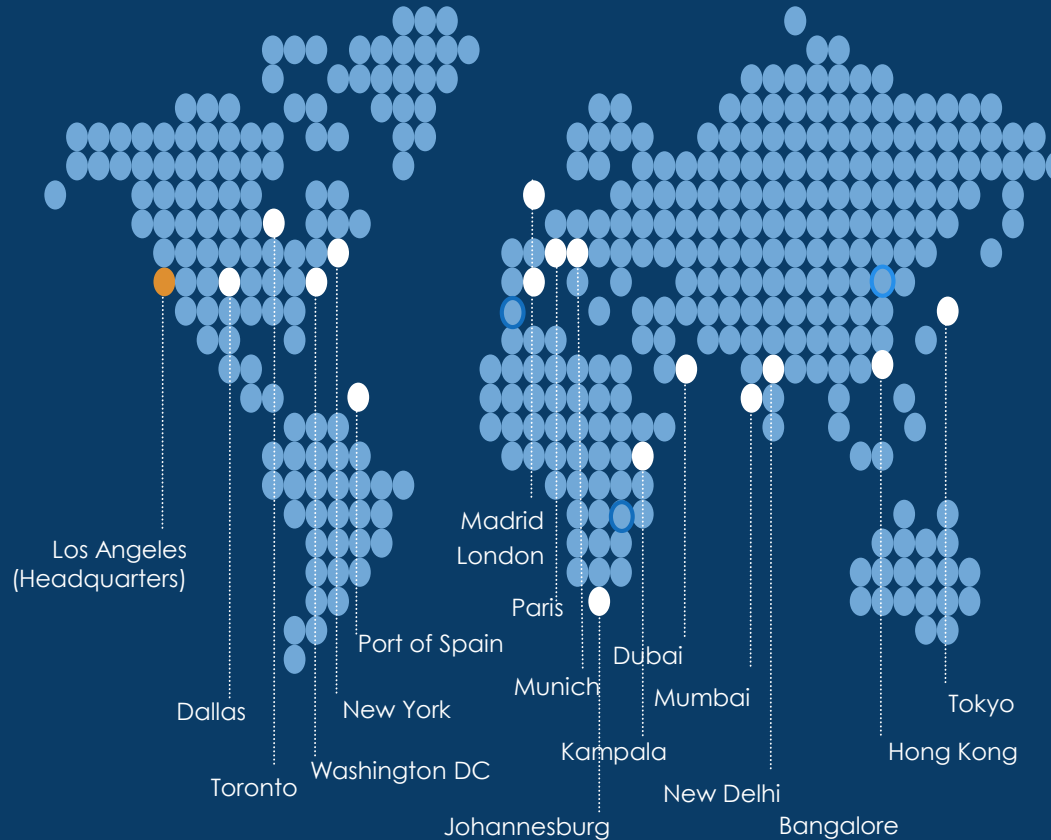 Madrid
London
Los Angeles
(Headquarters)
Paris
Port of Spain
Dubai
Munich
Mumbai
Dallas
New York
Tokyo
Kampala
Hong Kong
Washington DC
Toronto
New Delhi
Johannesburg
Bangalore